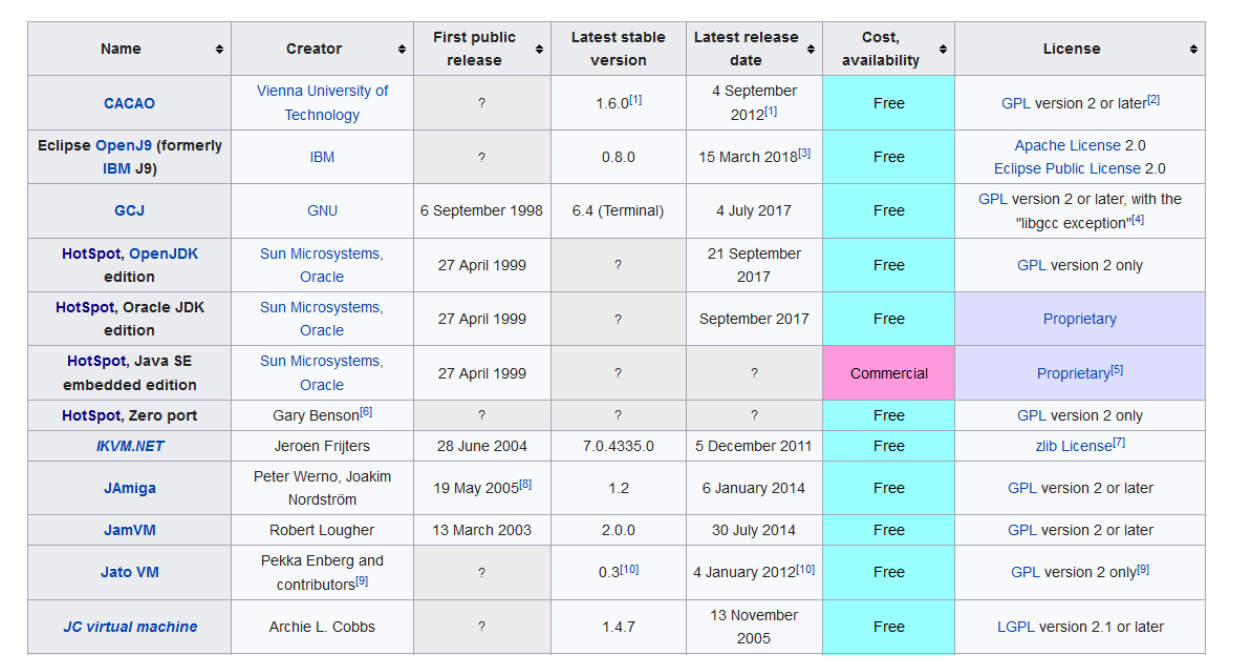 Name Creator First public release Latest stable version Latest release date Cost, availability License
CACAO Vienna University of Technology ? 1.6.0[1] 4 September 2012[1] Free GPL version 2 or later[2]
Eclipse OpenJ9 (formerly IBM J9) IBM ? 0.8.0 15 March 2018[3] Free Apache License 2.0 Eclipse Public License 2.0
GCJ GNU 6 September 1998 6.4 (Terminal) 4 July 2017 Free GPL version 2 or later, with the "libgcc exception"[4]
HotSpot, OpenJDK edition Sun Microsystems, Oracle 27 April 1999 ? 21 September 2017 Free GPL version 2 only
HotSpot, Oracle JDK edition Sun Microsystems, Oracle 27 April 1999 ? September 2017 Free Proprietary
HotSpot, Java SE embedded edition Sun Microsystems, Oracle 27 April 1999 ? ? Commercial Proprietary[5]
HotSpot, Zero port Gary Benson[6] ? ? ? Free GPL version 2 only
IKVM.NET Jeroen Frijters 28 June 2004 7.0.4335.0 5 December 2011 Free zlib License[7]
JAmiga Peter Werno, Joakim Nordström 19 May 2005[8] 1.2 6 January 2014 Free GPL version 2 or later
JamVM Robert Lougher 13 March 2003 2.0.0 30 July 2014 Free GPL version 2 or later
Jato VM Pekka Enberg and contributors[9] ? 0.3[10] 4 January 2012[10] Free GPL version 2 only[9]
JC virtual machine Archie L. Cobbs ? 1.4.7 13 November 2005 Free LGPL version 2.1 or later